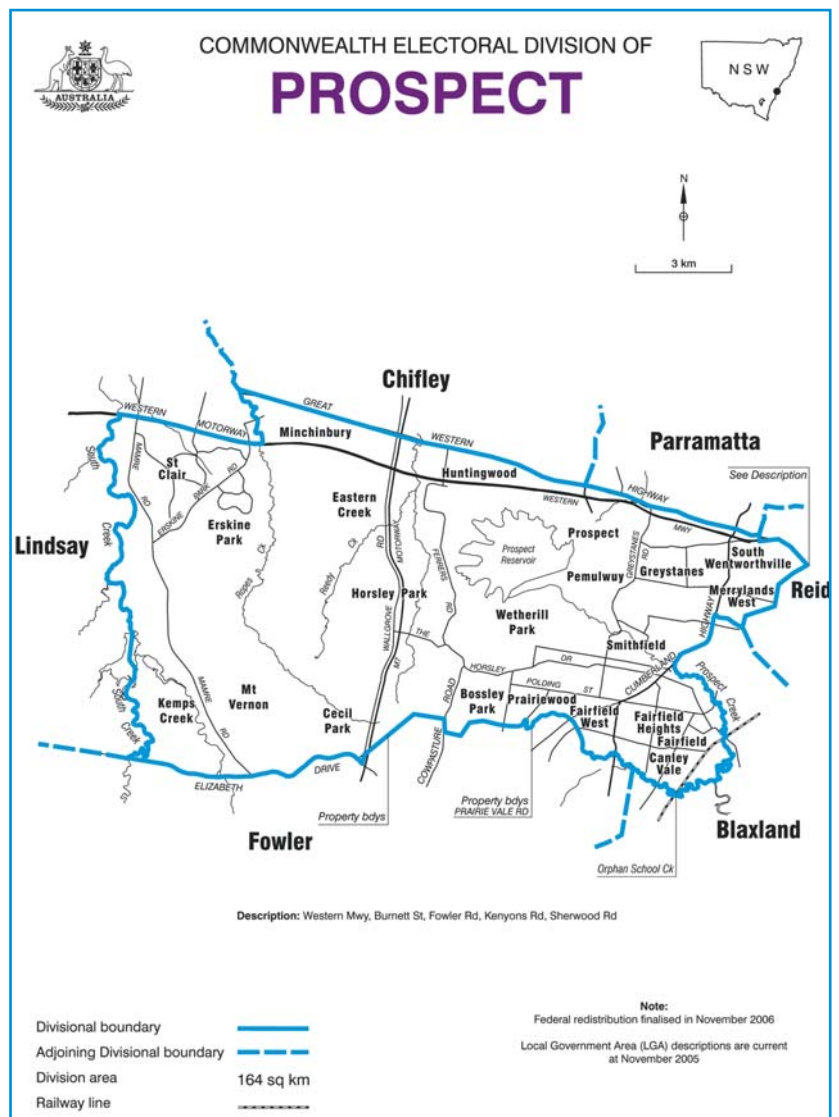 AUSTRALIA
COMMONWEALTH ELECTORAL DIVISION OF
PROSPECT
NSW
N
3 km
Chifley
Parramatta
See Description
WESTERN
MOTORWAY
GREAT
WESTERN
HIGHWAY
Minchinbury
Huntingwood
WESTERN
MWY
South
Creek
MAMRE
RD
St
Clair
ERSKINE
PARK
RD
Erskine
Park
Eastern
Creek
Ropes Ck
Reedy
Ck
RD
MOTORWAY
FERRERS
RD
Prospect
Reservoir
Prospect
Pemulwuy
GREYSTANES
RD
Greystanes
South
Wentworthville
Merrylands
West
Lindsay
Reid
Horsley Park
WALLGROVE
M7
THE
HORSLEY
DR
Wetherill
Park
Smithfield
HIGHWAY
CUMBERLAND
Prospect
Creek
South
Creek
Kemps
Creek
MAMRE
RD
Mt
Vernon
Cecil
Park
ROAD
COWPASTURE
Bossley
Park
POLDING
ST
Prairiewood
Fairfield
West
Fairfield
Heights
Fairfield
Canley
Vale
ELIZABETH
DRIVE
Property bdys
Property bdys
PRAIRIE VALE RD
Fowler
Blaxland
Orphan School Ck
Description: Western Mwy, Burnett St, Fowler Rd, Kenyons Rd, Sherwood Rd
Divisional boundary
Adjoining Divisional boundary
Division area 164 sq km
Railway line
Note:
Federal redistribution finalised in November 2006
Local Government Area (LGA) descriptions are current
at November 2005